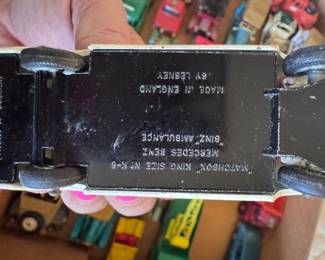 "MATCHBOX" KING SIZE Nº K-6
MERCEDES BENZ
"BINZ" AMBULANCE
MADE IN ENGLAND
BY LESNEY